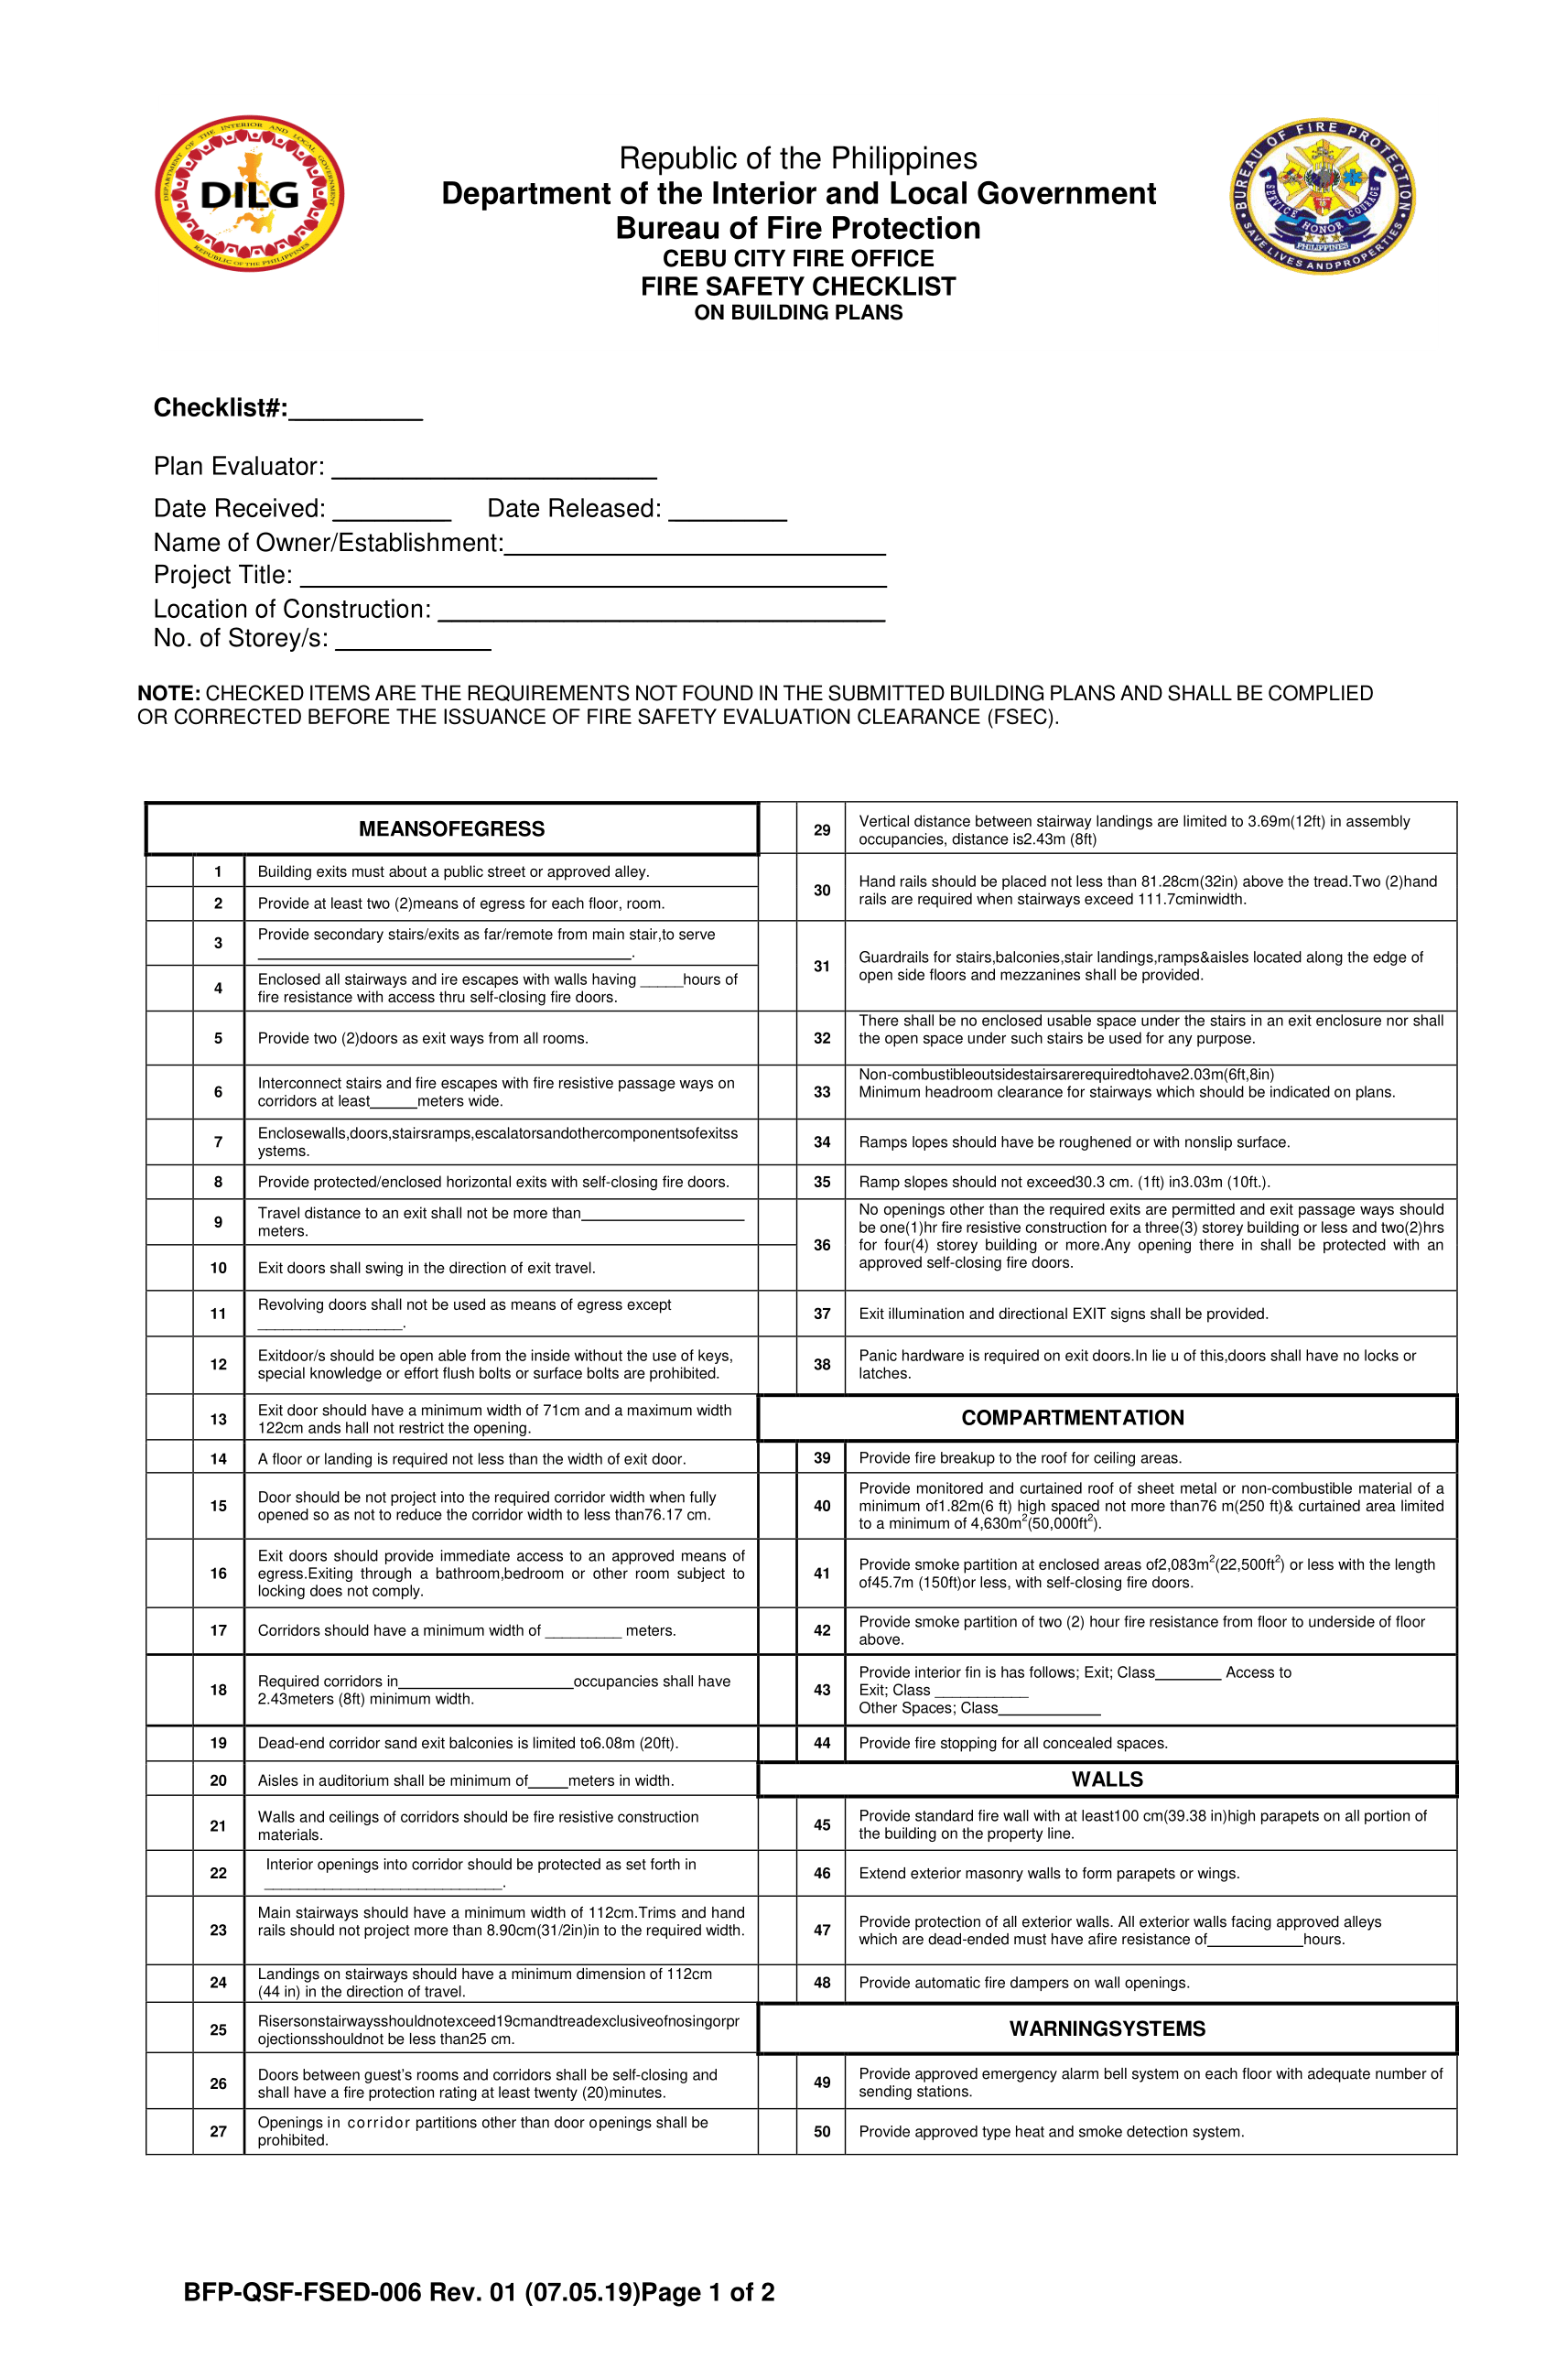 DEPARTMENT OF THE INTERIOR AND LOCAL GOVERNMENT
DILG
REPUBLIC OF THE PHILIPPINES
Republic of the Philippines
Department of the Interior and Local Government
Bureau of Fire Protection
CEBU CITY FIRE OFFICE
FIRE SAFETY CHECKLIST
ON BUILDING PLANS
BUREAU OF FIRE PROTECTION
SERVICE
COURAGE
HONOR
PHILIPPINES
SAVE LIVES AND PROPERTIES
Checklist#:__________
Plan Evaluator: ______________________
Date Received: ________ Date Released: ________
Name of Owner/Establishment:__________________________
Project Title: ________________________________________
Location of Construction: ______________________________
No. of Storey/s: ___________
NOTE: CHECKED ITEMS ARE THE REQUIREMENTS NOT FOUND IN THE SUBMITTED BUILDING PLANS AND SHALL BE COMPLIED
OR CORRECTED BEFORE THE ISSUANCE OF FIRE SAFETY EVALUATION CLEARANCE (FSEC).
MEANSOFEGRESS
1 Building exits must about a public street or approved alley.
2 Provide at least two (2)means of egress for each floor, room.
3 Provide secondary stairs/exits as far/remote from main stair,to serve
____________________________________________.
4 Enclosed all stairways and ire escapes with walls having _____hours of
fire resistance with access thru self-closing fire doors.
5 Provide two (2)doors as exit ways from all rooms.
6 Interconnect stairs and fire escapes with fire resistive passage ways on
corridors at least______meters wide.
7 Enclosewalls,doors,stairsramps,escalatorsandothercomponentsofexitss
ystems.
8 Provide protected/enclosed horizontal exits with self-closing fire doors.
9 Travel distance to an exit shall not be more than___________________
meters.
10 Exit doors shall swing in the direction of exit travel.
11 Revolving doors shall not be used as means of egress except
_________________.
12 Exitdoor/s should be open able from the inside without the use of keys,
special knowledge or effort flush bolts or surface bolts are prohibited.
13 Exit door should have a minimum width of 71cm and a maximum width
122cm ands hall not restrict the opening.
14 A floor or landing is required not less than the width of exit door.
15 Door should be not project into the required corridor width when fully
opened so as not to reduce the corridor width to less than76.17 cm.
16 Exit doors should provide immediate access to an approved means of
egress.Exiting through a bathroom,bedroom or other room subject to
locking does not comply.
17 Corridors should have a minimum width of _________ meters.
18 Required corridors in_____________________occupancies shall have
2.43meters (8ft) minimum width.
19 Dead-end corridor sand exit balconies is limited to6.08m (20ft).
20 Aisles in auditorium shall be minimum of_____meters in width.
21 Walls and ceilings of corridors should be fire resistive construction
materials.
22 Interior openings into corridor should be protected as set forth in
____________________________.
23 Main stairways should have a minimum width of 112cm.Trims and hand
rails should not project more than 8.90cm(31/2in)in to the required width.
24 Landings on stairways should have a minimum dimension of 112cm
(44 in) in the direction of travel.
25 Risersonstairwaysshouldnotexceed19cmandtreadexclusiveofnosingorpr
ojectionsshouldnot be less than25 cm.
26 Doors between guest's rooms and corridors shall be self-closing and
shall have a fire protection rating at least twenty (20)minutes.
27 Openings in corridor partitions other than door openings shall be
prohibited.
29 Vertical distance between stairway landings are limited to 3.69m(12ft) in assembly
occupancies, distance is2.43m (8ft)
30 Hand rails should be placed not less than 81.28cm(32in) above the tread.Two (2)hand
rails are required when stairways exceed 111.7cminwidth.
31 Guardrails for stairs,balconies,stair landings,ramps&aisles located along the edge of
open side floors and mezzanines shall be provided.
32 There shall be no enclosed usable space under the stairs in an exit enclosure nor shall
the open space under such stairs be used for any purpose.
33 Non-combustibleoutsidestairsarerequiredtohave2.03m(6ft,8in)
Minimum headroom clearance for stairways which should be indicated on plans.
34 Ramps lopes should have be roughened or with nonslip surface.
35 Ramp slopes should not exceed30.3 cm. (1ft) in3.03m (10ft.).
36 No openings other than the required exits are permitted and exit passage ways should
be one(1)hr fire resistive construction for a three(3) storey building or less and two(2)hrs
for four(4) storey building or more.Any opening there in shall be protected with an
approved self-closing fire doors.
37 Exit illumination and directional EXIT signs shall be provided.
38 Panic hardware is required on exit doors.In lie u of this,doors shall have no locks or
latches.
COMPARTMENTATION
39 Provide fire breakup to the roof for ceiling areas.
40 Provide monitored and curtained roof of sheet metal or non-combustible material of a
minimum of1.82m(6 ft) high spaced not more than76 m(250 ft)& curtained area limited
to a minimum of 4,630m²(50,000ft²).
41 Provide smoke partition at enclosed areas of2,083m²(22,500ft²) or less with the length
of45.7m (150ft)or less, with self-closing fire doors.
42 Provide smoke partition of two (2) hour fire resistance from floor to underside of floor
above.
43 Provide interior fin is has follows; Exit; Class________ Access to
Exit; Class ___________
Other Spaces; Class____________
44 Provide fire stopping for all concealed spaces.
WALLS
45 Provide standard fire wall with at least100 cm(39.38 in)high parapets on all portion of
the building on the property line.
46 Extend exterior masonry walls to form parapets or wings.
47 Provide protection of all exterior walls. All exterior walls facing approved alleys
which are dead-ended must have afire resistance of____________hours.
48 Provide automatic fire dampers on wall openings.
WARNINGSYSTEMS
49 Provide approved emergency alarm bell system on each floor with adequate number of
sending stations.
50 Provide approved type heat and smoke detection system.
BFP-QSF-FSED-006 Rev. 01 (07.05.19)Page 1 of 2